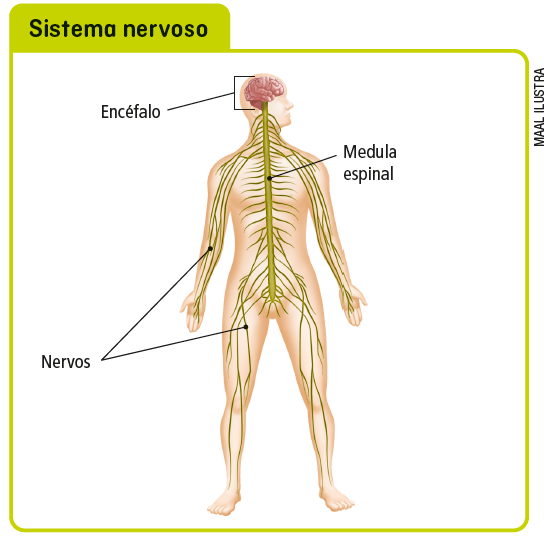 Sistema nervoso
Encéfalo
Medula
espinal
Nervos
MAAL ILUSTRA